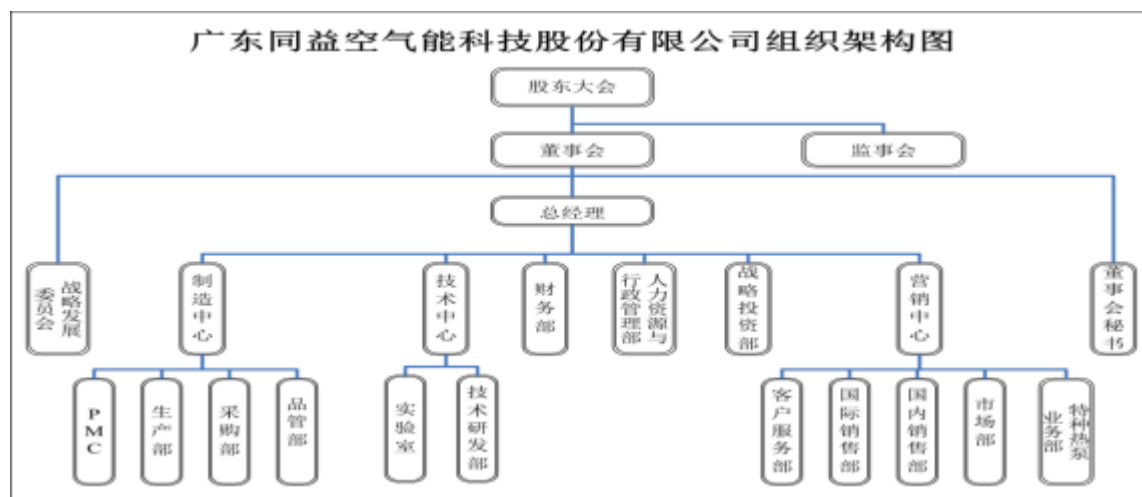 广东同益空气能科技股份有限公司组织架构图
股东大会
董事会
监事会
总经理
战略发展
委员会
制造中心
技术中心
财务部
人力资源与
行政管理部
战略投资部
营销中心
董事会秘书
PMC
生产部
采购部
品管部
实验室
技术研发部
客户服务部
国际销售部
国内销售部
市场部
特种热泵
业务部